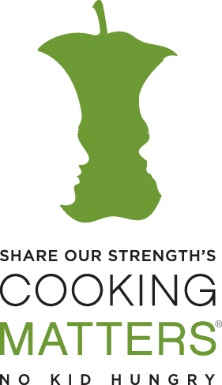 SHARE OUR STRENGTH'S
COOKING
MATTERS®
NO KID HUNGRY